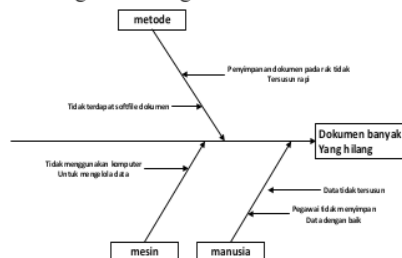 metode
Penyimpanan dokumen pada rak tidak
Tersusun rapi
Tidak terdapat softfile dokumen
Dokumen banyak
Yang hilang
Tidak menggunakan komputer
Untuk mengelola data
Data tidak tersusun
Pegawai tidak menyimpan
Data dengan baik
mesin
manusia